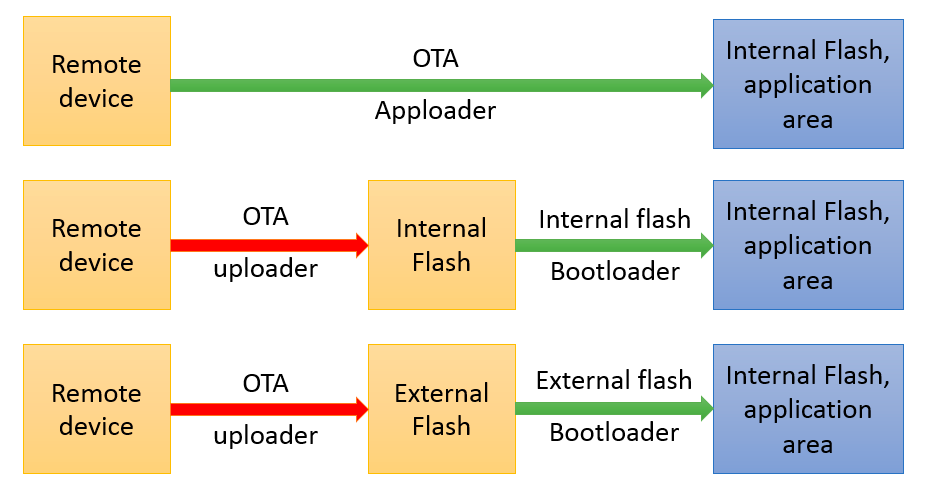 Remote
device
OTA
Apploader
Internal Flash,
application
area
Remote
device
OTA
uploader
Internal
Flash
Internal flash
Bootloader
Internal Flash,
application
area
Remote
device
OTA
uploader
External
Flash
External flash
Bootloader
Internal Flash,
application
area